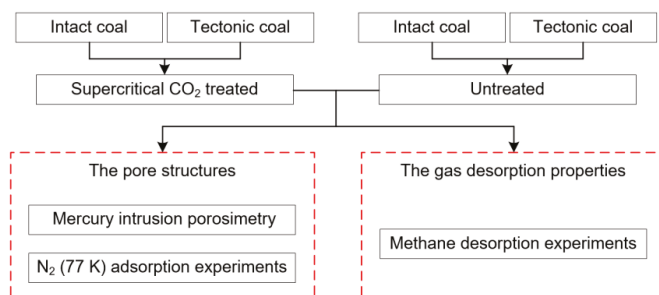 Intact coal
Tectonic coal
Intact coal
Tectonic coal
Supercritical CO₂ treated
Untreated
The pore structures
The gas desorption properties
Mercury intrusion porosimetry
Methane desorption experiments
N₂ (77 K) adsorption experiments